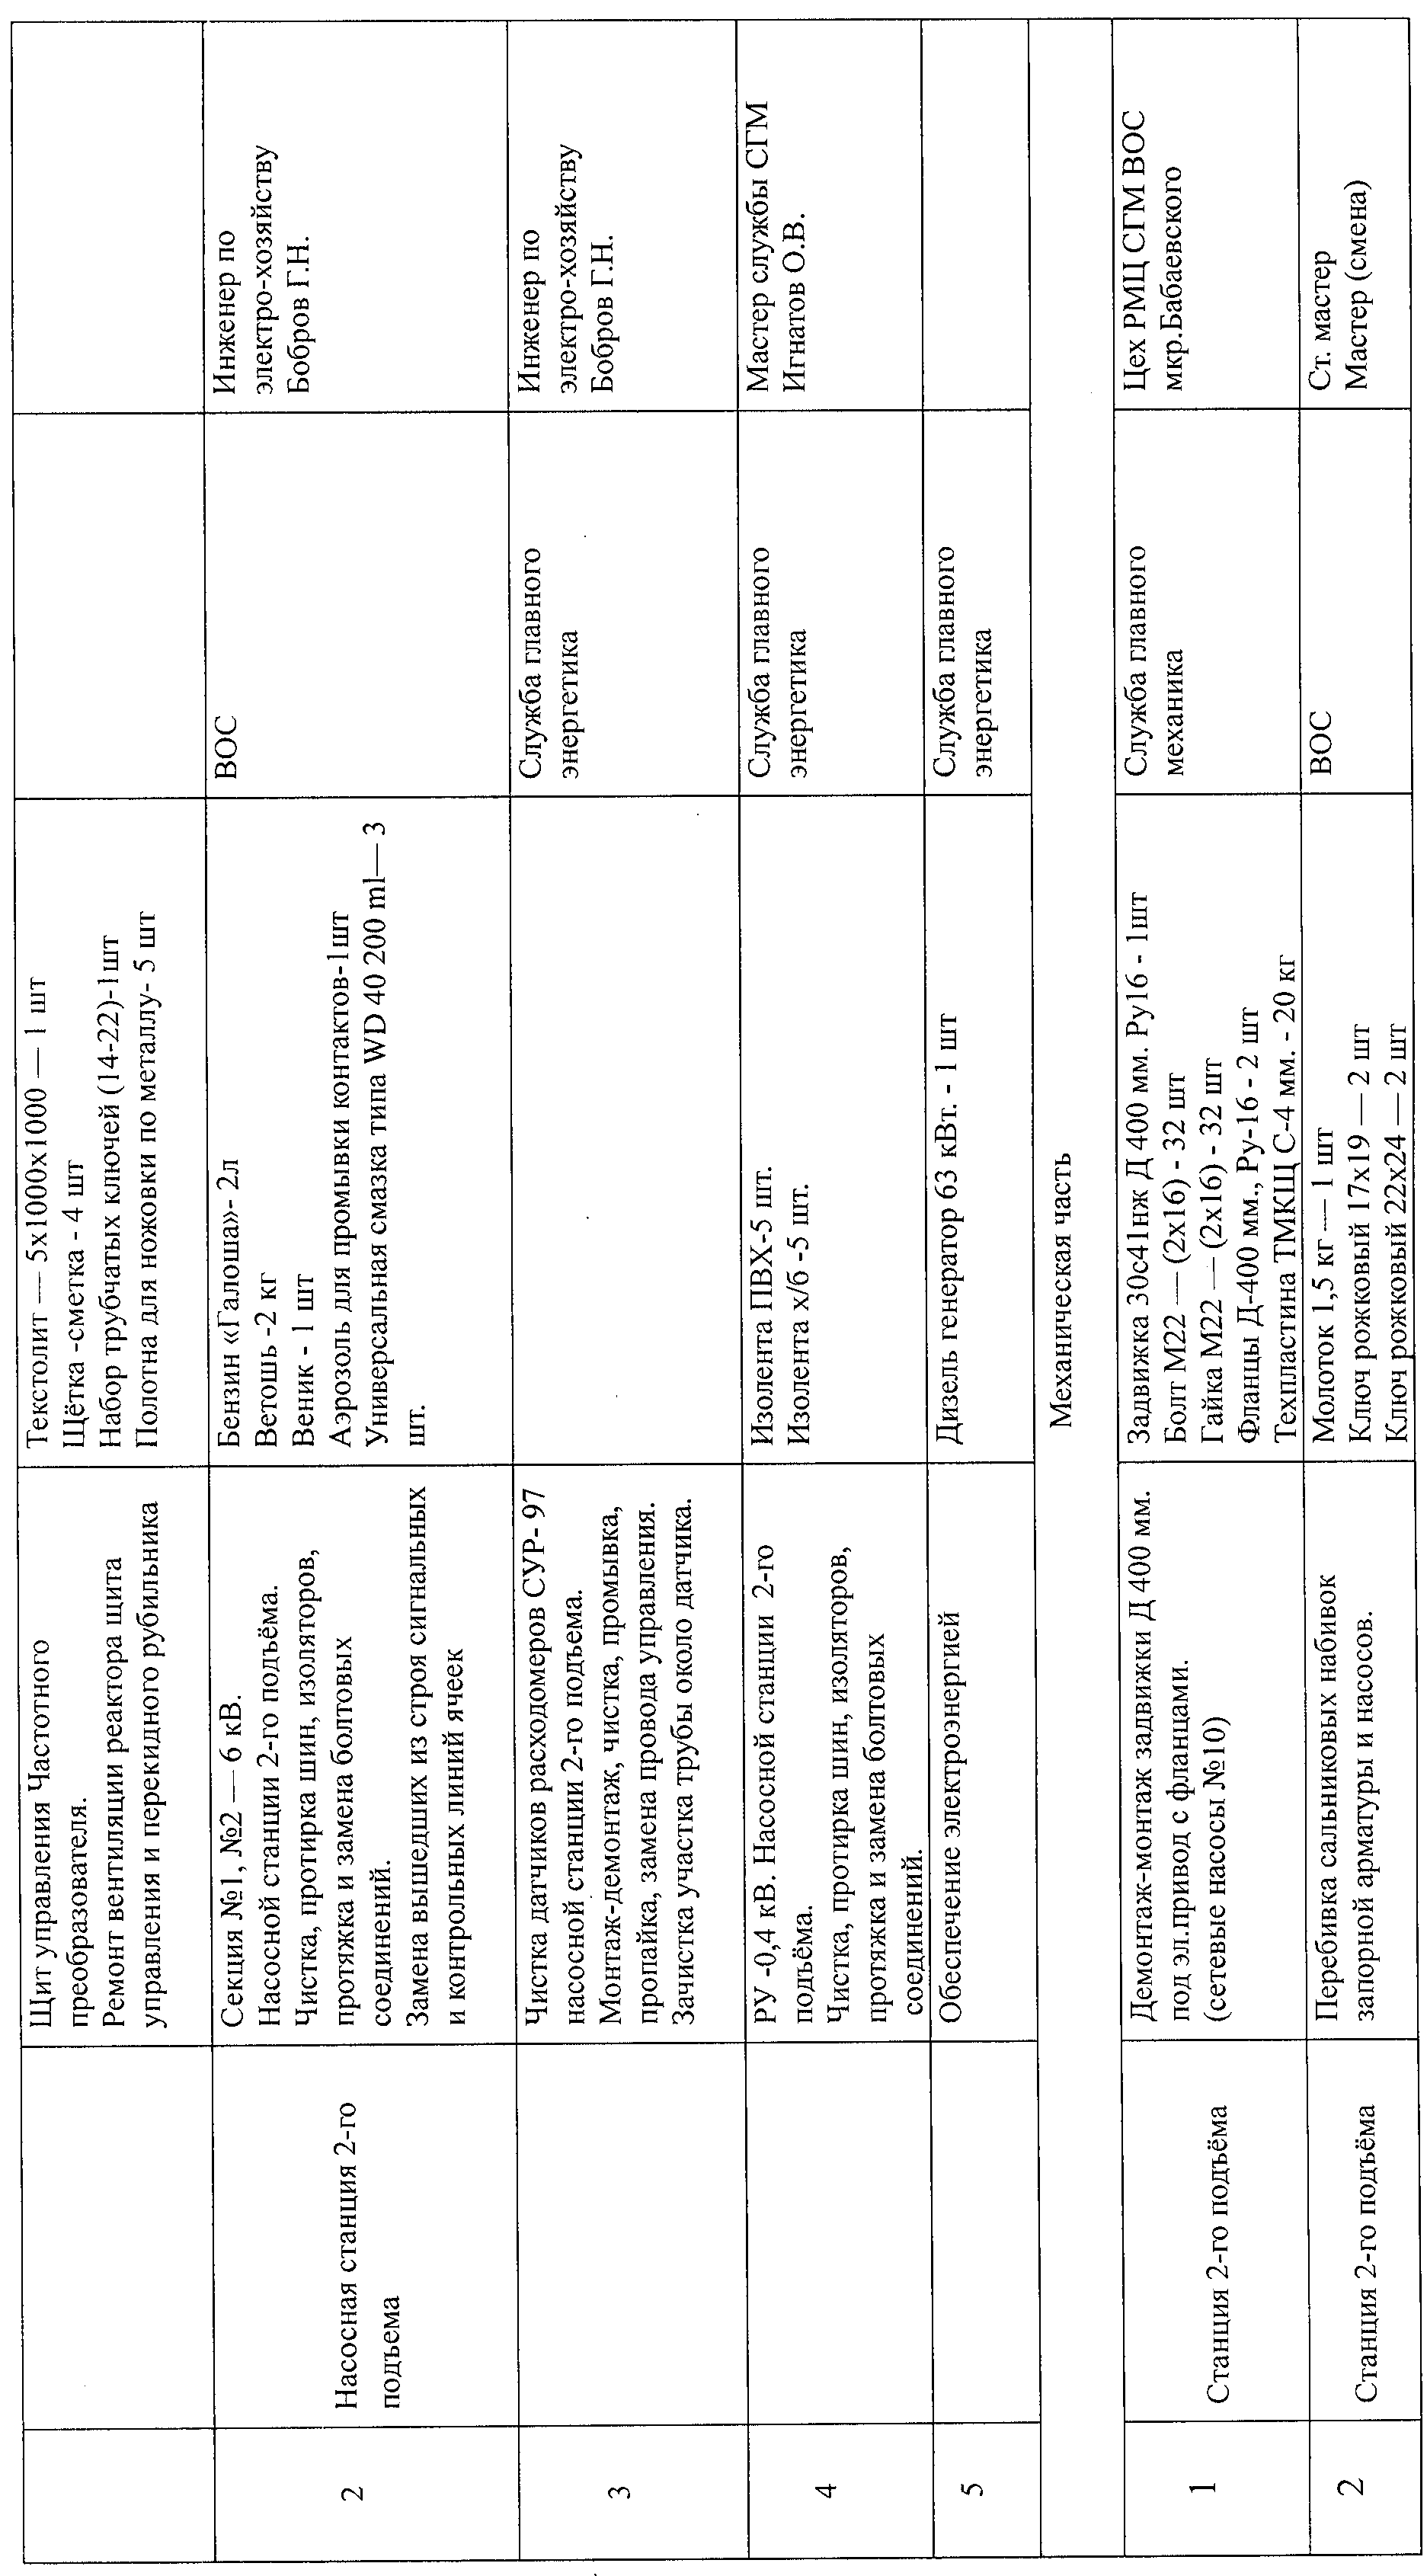 Щит управления Частотного
преобразователя.
Ремонт вентиляции реактора щита
управления и перекидного рубильника
Текстолит — 5х1000х1000 — 1 шт
Щётка -сметка - 4 шт
Набор трубчатых ключей (14-22)-1шт
Полотна для ножовки по металлу- 5 шт
2
Насосная станция 2-го
подъема
Секция №1, №2 — 6 кВ.
Насосной станции 2-го подъёма.
Чистка, протирка шин, изоляторов,
протяжка и замена болтовых
соединений.
Замена вышедших из строя сигнальных
и контрольных линий ячеек
Бензин «Галоша»- 2л
Ветошь -2 кг
Веник - 1 шт
Аэрозоль для промывки контактов-1шт
Универсальная смазка типа WD 40 200 ml— 3
шт.
ВОС
Инженер по
электро-хозяйству
Бобров Г.Н.
3
Чистка датчиков расходомеров СУР- 97
насосной станции 2-го подъема.
Монтаж-демонтаж, чистка, промывка,
пропайка, замена провода управления.
Зачистка участка трубы около датчика.
Служба главного
энергетика
Инженер по
электро-хозяйству
Бобров Г.Н.
4
РУ -0,4 кВ. Насосной станции 2-го
подъёма.
Чистка, протирка шин, изоляторов,
протяжка и замена болтовых
соединений.
Изолента ПВХ-5 шт.
Изолента х/б -5 шт.
Служба главного
энергетика
Мастер службы СГМ
Игнатов О.В.
5
Обеспечение электроэнергией
Дизель генератор 63 кВт. - 1 шт
Служба главного
энергетика
Механическая часть
1
Станция 2-го подъёма
Демонтаж-монтаж задвижки Д 400 мм.
под эл.привод с фланцами.
(сетевые насосы №10)
Задвижка 30с41нж Д 400 мм. Ру16 - 1шт
Болт М22 — (2х16) - 32 шт
Гайка М22 — (2х16) - 32 шт
Фланцы Д-400 мм., Ру-16 - 2 шт
Техпластина ТМКЩ С-4 мм. - 20 кг
Служба главного
механика
Цех РМЦ СГМ ВОС
мкр.Бабаевского
2
Станция 2-го подъёма
Перебивка сальниковых набивок
запорной арматуры и насосов.
Молоток 1,5 кг — 1 шт
Ключ рожковый 17х19 — 2 шт
Ключ рожковый 22х24 — 2 шт
ВОС
Ст. мастер
Мастер (смена)